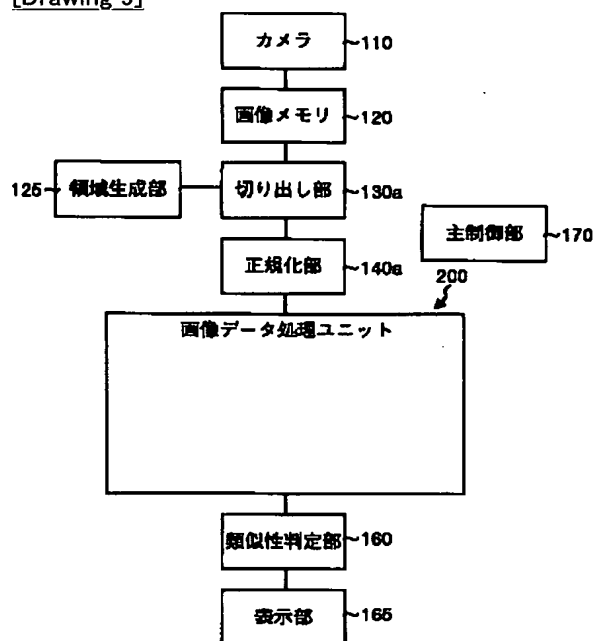 [Drawing 5]
カメラ ~110
画像メモリ ~120
125~ 領域生成部 切り出し部 ~130a
主制御部 ~170
正規化部 ~140a
200
画像データ処理ユニット
類似性判定部 ~160
表示部 ~165